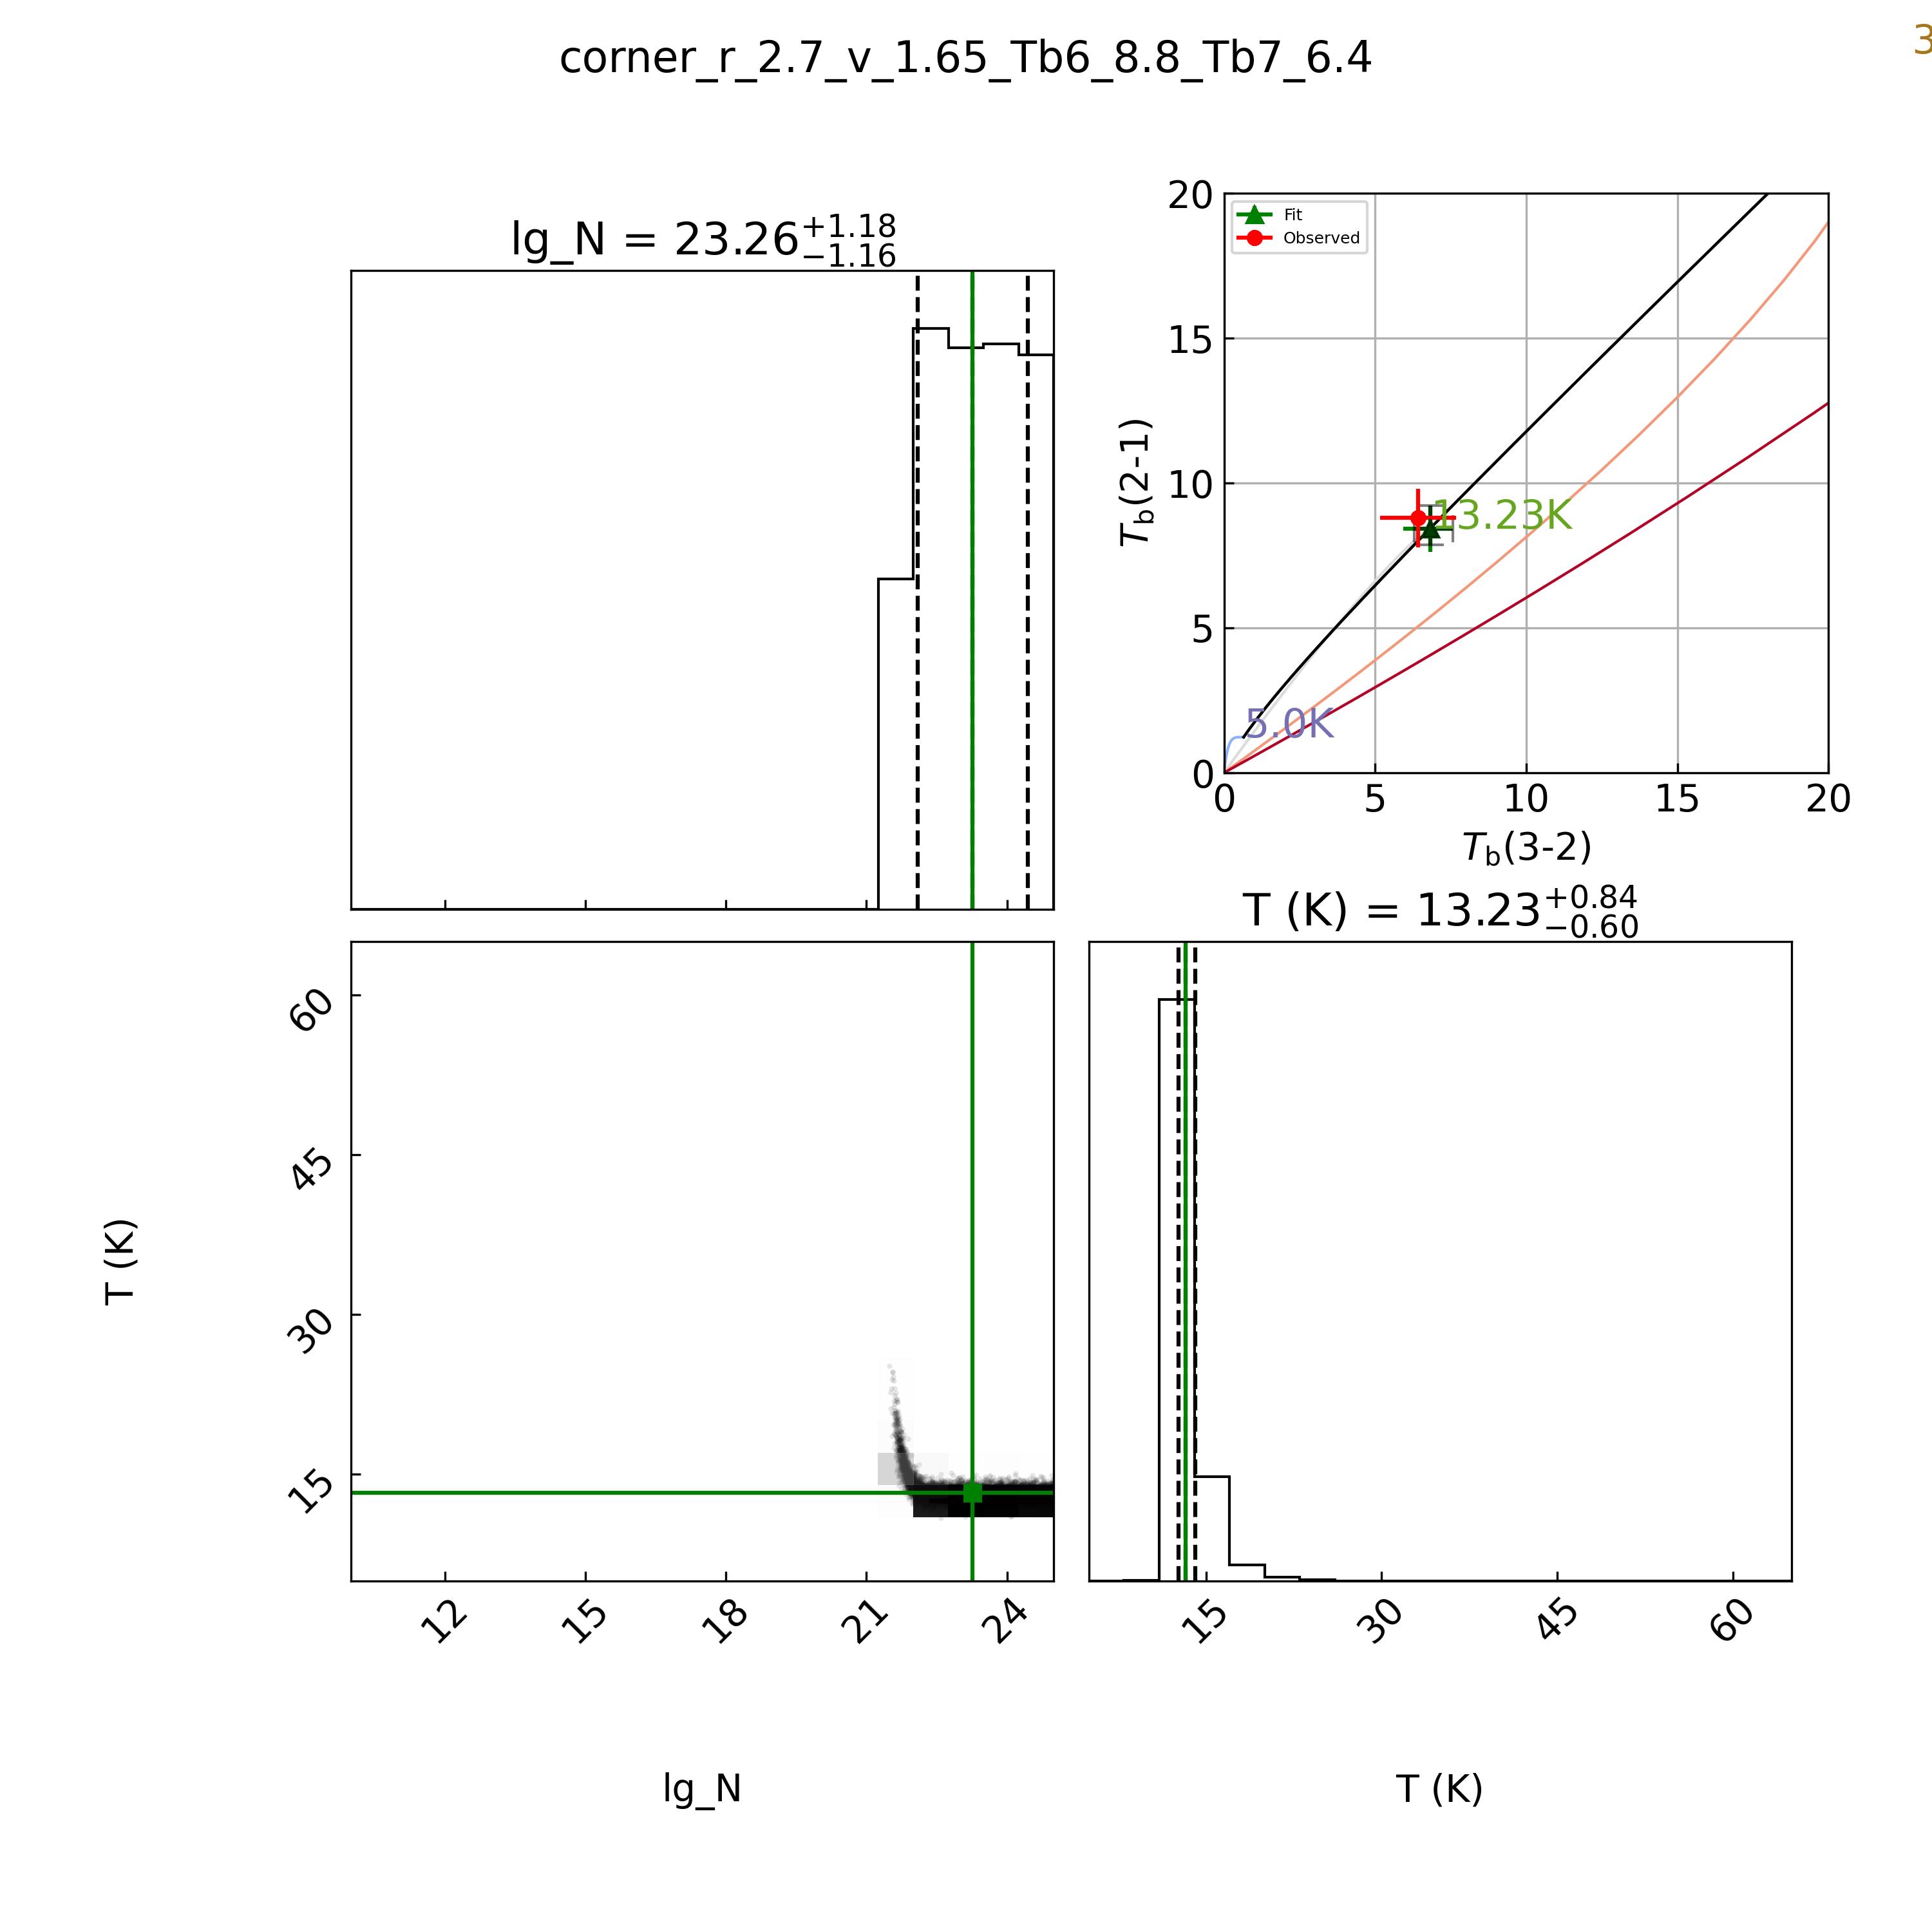 3
corner_r_2.7_v_1.65_Tb6_8.8_Tb7_6.4
lg_N = 23.26+1.18−1.16
20
15
10
5
0
Tb(2-1)
Fit
Observed
13.23K
5.0K
0 5 10 15 20
Tb(3-2)
T (K) = 13.23+0.84−0.60
60
45
30
15
T (K)
12 15 18 21 24
15 30 45 60
lg_N
T (K)